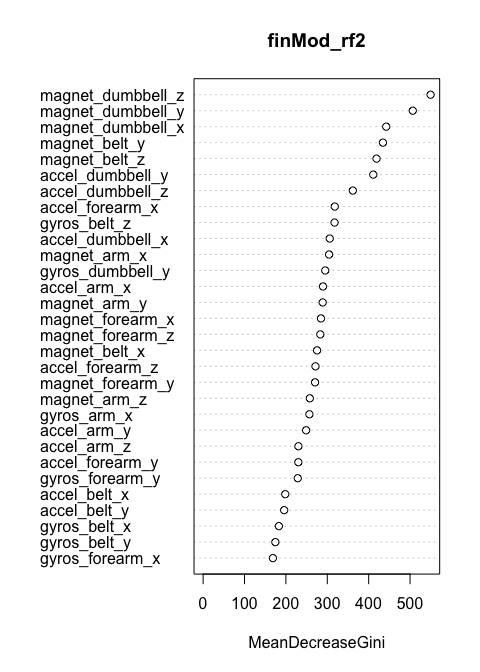 finMod_rf2
magnet_dumbbell_z
magnet_dumbbell_y
magnet_dumbbell_x
magnet_belt_y
magnet_belt_z
accel_dumbbell_y
accel_dumbbell_z
accel_forearm_x
gyros_belt_z
accel_dumbbell_x
magnet_arm_x
gyros_dumbbell_y
accel_arm_x
magnet_arm_y
magnet_forearm_x
magnet_forearm_z
magnet_belt_x
accel_forearm_z
magnet_forearm_y
magnet_arm_z
gyros_arm_x
accel_arm_y
accel_arm_z
accel_forearm_y
gyros_forearm_y
accel_belt_x
accel_belt_y
gyros_belt_x
gyros_belt_y
gyros_forearm_x
0 100 200 300 400 500
MeanDecreaseGini